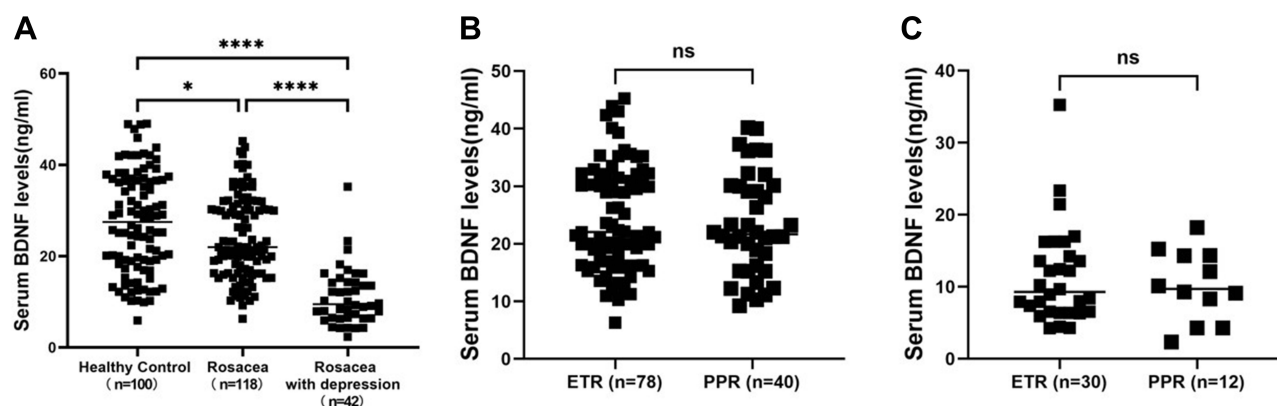 A
****
*
****
Serum BDNF levels(ng/ml)
60
40
20
0
Healthy Control
（n=100）
Rosacea
（n=118）
Rosacea
with depression
（n=42）
B
ns
Serum BDNF levels(ng/ml)
50
40
30
20
10
0
ETR (n=78)
PPR (n=40)
C
ns
Serum BDNF levels(ng/ml)
40
30
20
10
0
ETR (n=30)
PPR (n=12)